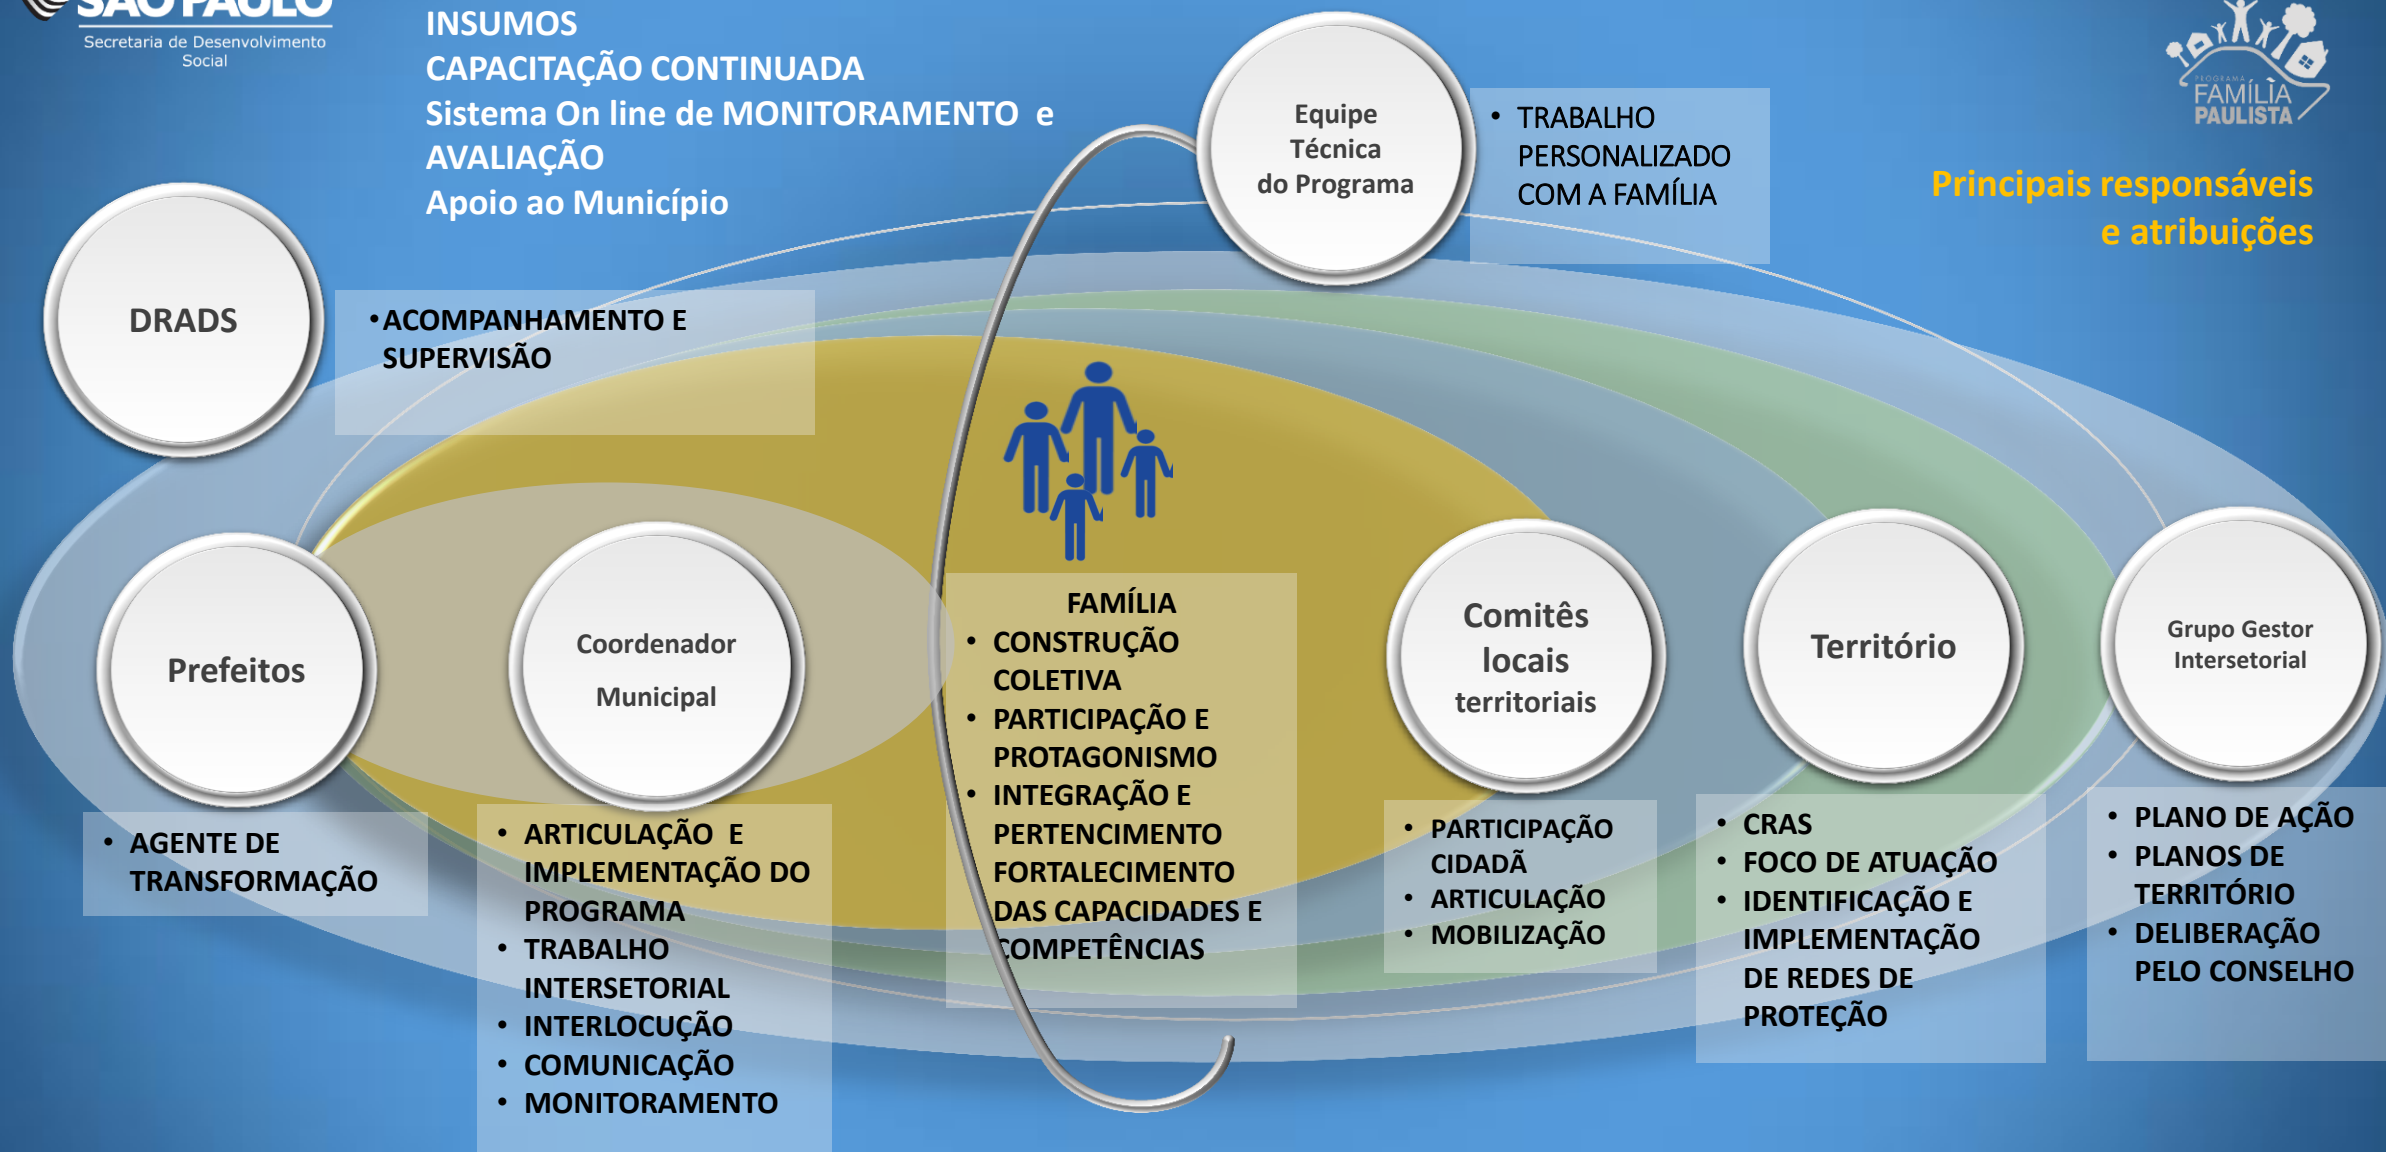 SÃO PAULO
Secretaria de Desenvolvimento
Social
INSUMOS
CAPACITAÇÃO CONTINUADA
Sistema On line de MONITORAMENTO e
AVALIAÇÃO
Apoio ao Município
PROGRAMA
FAMÍLIA
PAULISTA
Principais responsáveis
e atribuições
Equipe
Técnica
do Programa
• TRABALHO
PERSONALIZADO
COM A FAMÍLIA
DRADS
• ACOMPANHAMENTO E
SUPERVISÃO
Prefeitos
• AGENTE DE
TRANSFORMAÇÃO
Coordenador
Municipal
• ARTICULAÇÃO E
IMPLEMENTAÇÃO DO
PROGRAMA
• TRABALHO
INTERSETORIAL
• INTERLOCUÇÃO
• COMUNICAÇÃO
• MONITORAMENTO
FAMÍLIA
• CONSTRUÇÃO
COLETIVA
• PARTICIPAÇÃO E
PROTAGONISMO
• INTEGRAÇÃO E
PERTENCIMENTO
FORTALECIMENTO
DAS CAPACIDADES E
COMPETÊNCIAS
Comitês
locais
territoriais
• PARTICIPAÇÃO
CIDADÃ
• ARTICULAÇÃO
• MOBILIZAÇÃO
Território
• CRAS
• FOCO DE ATUAÇÃO
• IDENTIFICAÇÃO E
IMPLEMENTAÇÃO
DE REDES DE
PROTEÇÃO
Grupo Gestor
Intersetorial
• PLANO DE AÇÃO
• PLANOS DE
TERRITÓRIO
• DELIBERAÇÃO
PELO CONSELHO